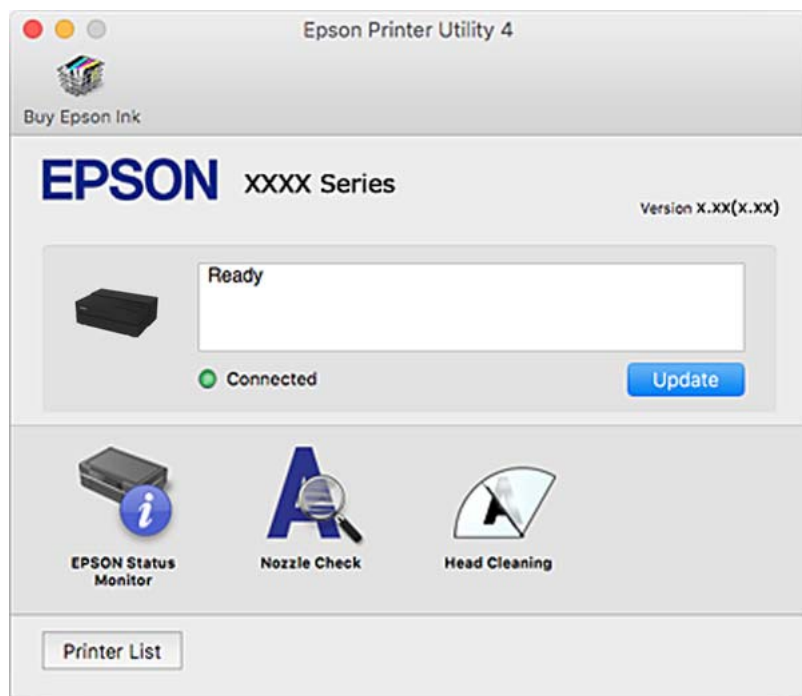 Epson Printer Utility 4
Buy Epson Ink
EPSON XXXX Series
Version x.xx(x.xx)
Ready
Connected
Update
EPSON Status
Monitor
Nozzle Check
Head Cleaning
Printer List